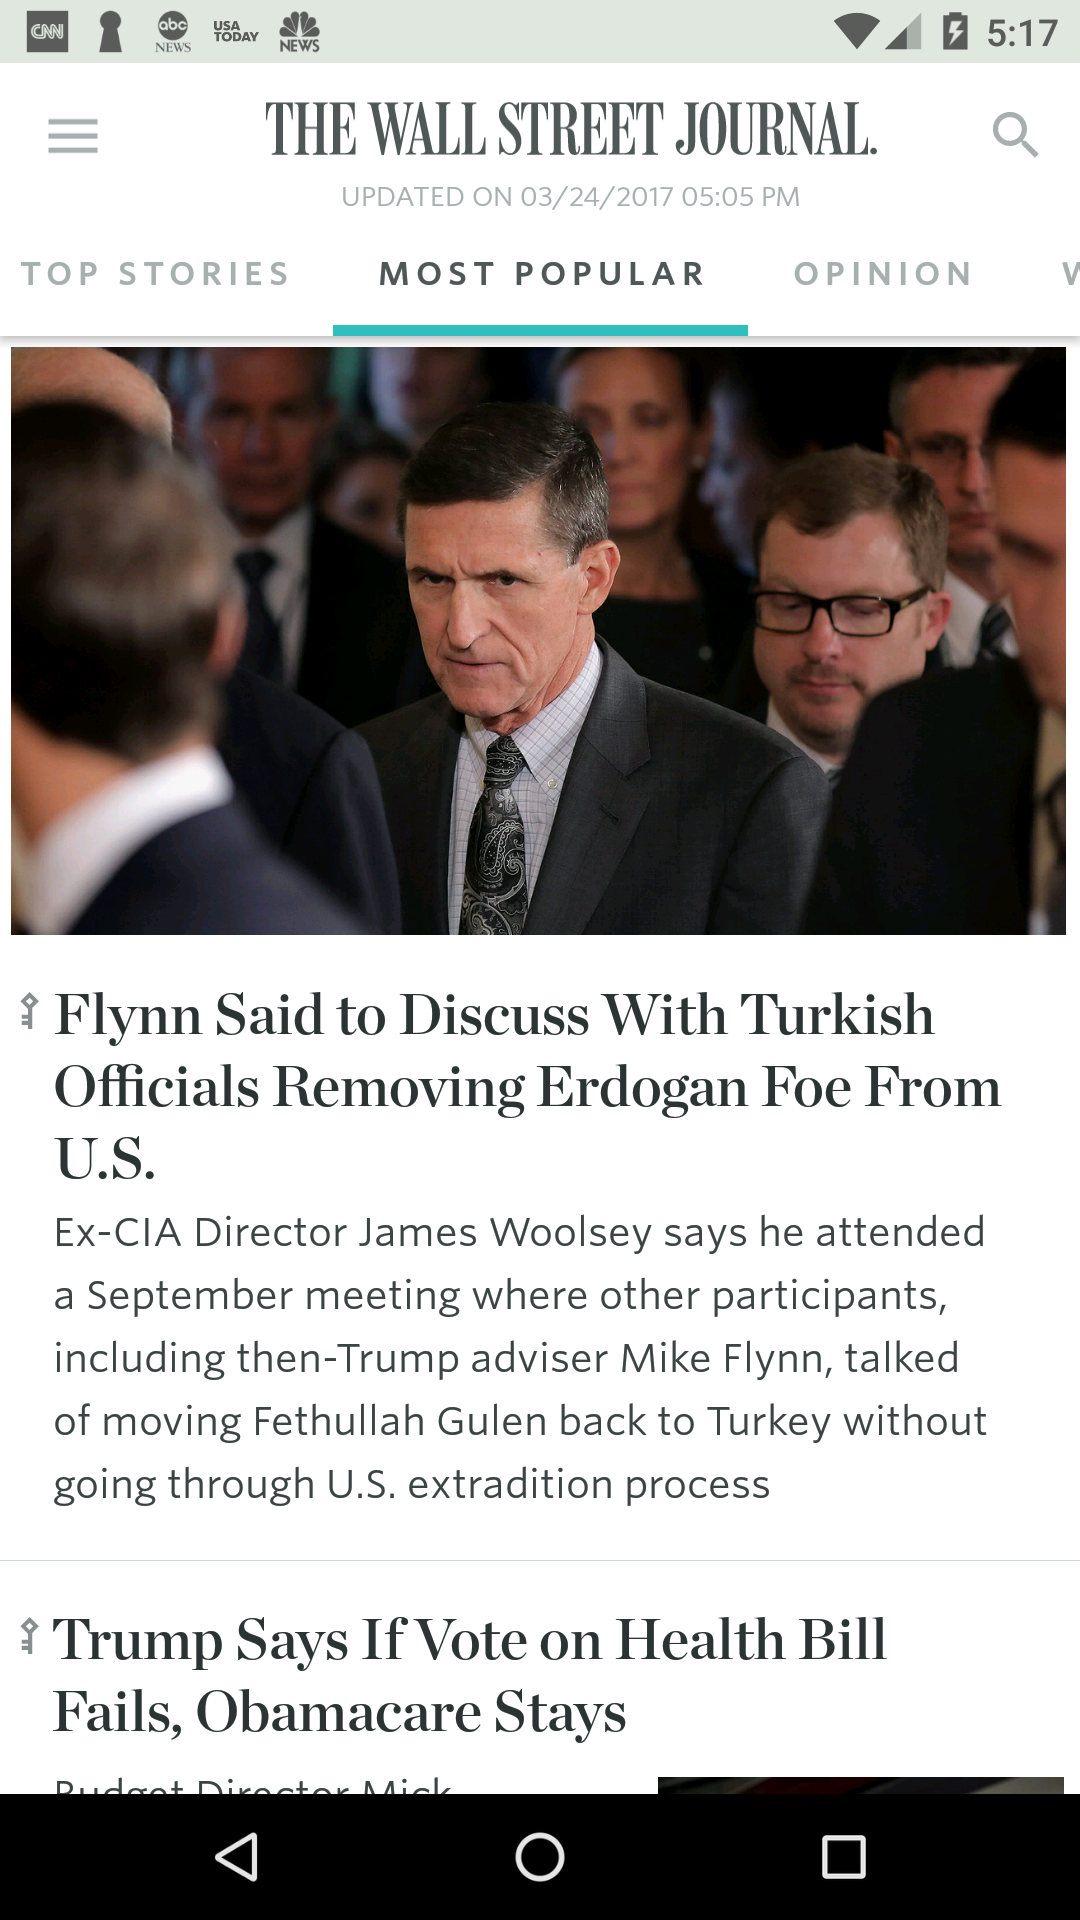 CNN
abc
NEWS
USA
TODAY
NEWS
5:17
THE WALL STREET JOURNAL.
UPDATED ON 03/24/2017 05:05 PM
TOP STORIES MOST POPULAR OPINION
Flynn Said to Discuss With Turkish
Officials Removing Erdogan Foe From
U.S.
Ex-CIA Director James Woolsey says he attended
a September meeting where other participants,
including then-Trump adviser Mike Flynn, talked
of moving Fethullah Gulen back to Turkey without
going through U.S. extradition process
Trump Says If Vote on Health Bill
Fails, Obamacare Stays
Budget Director Mick